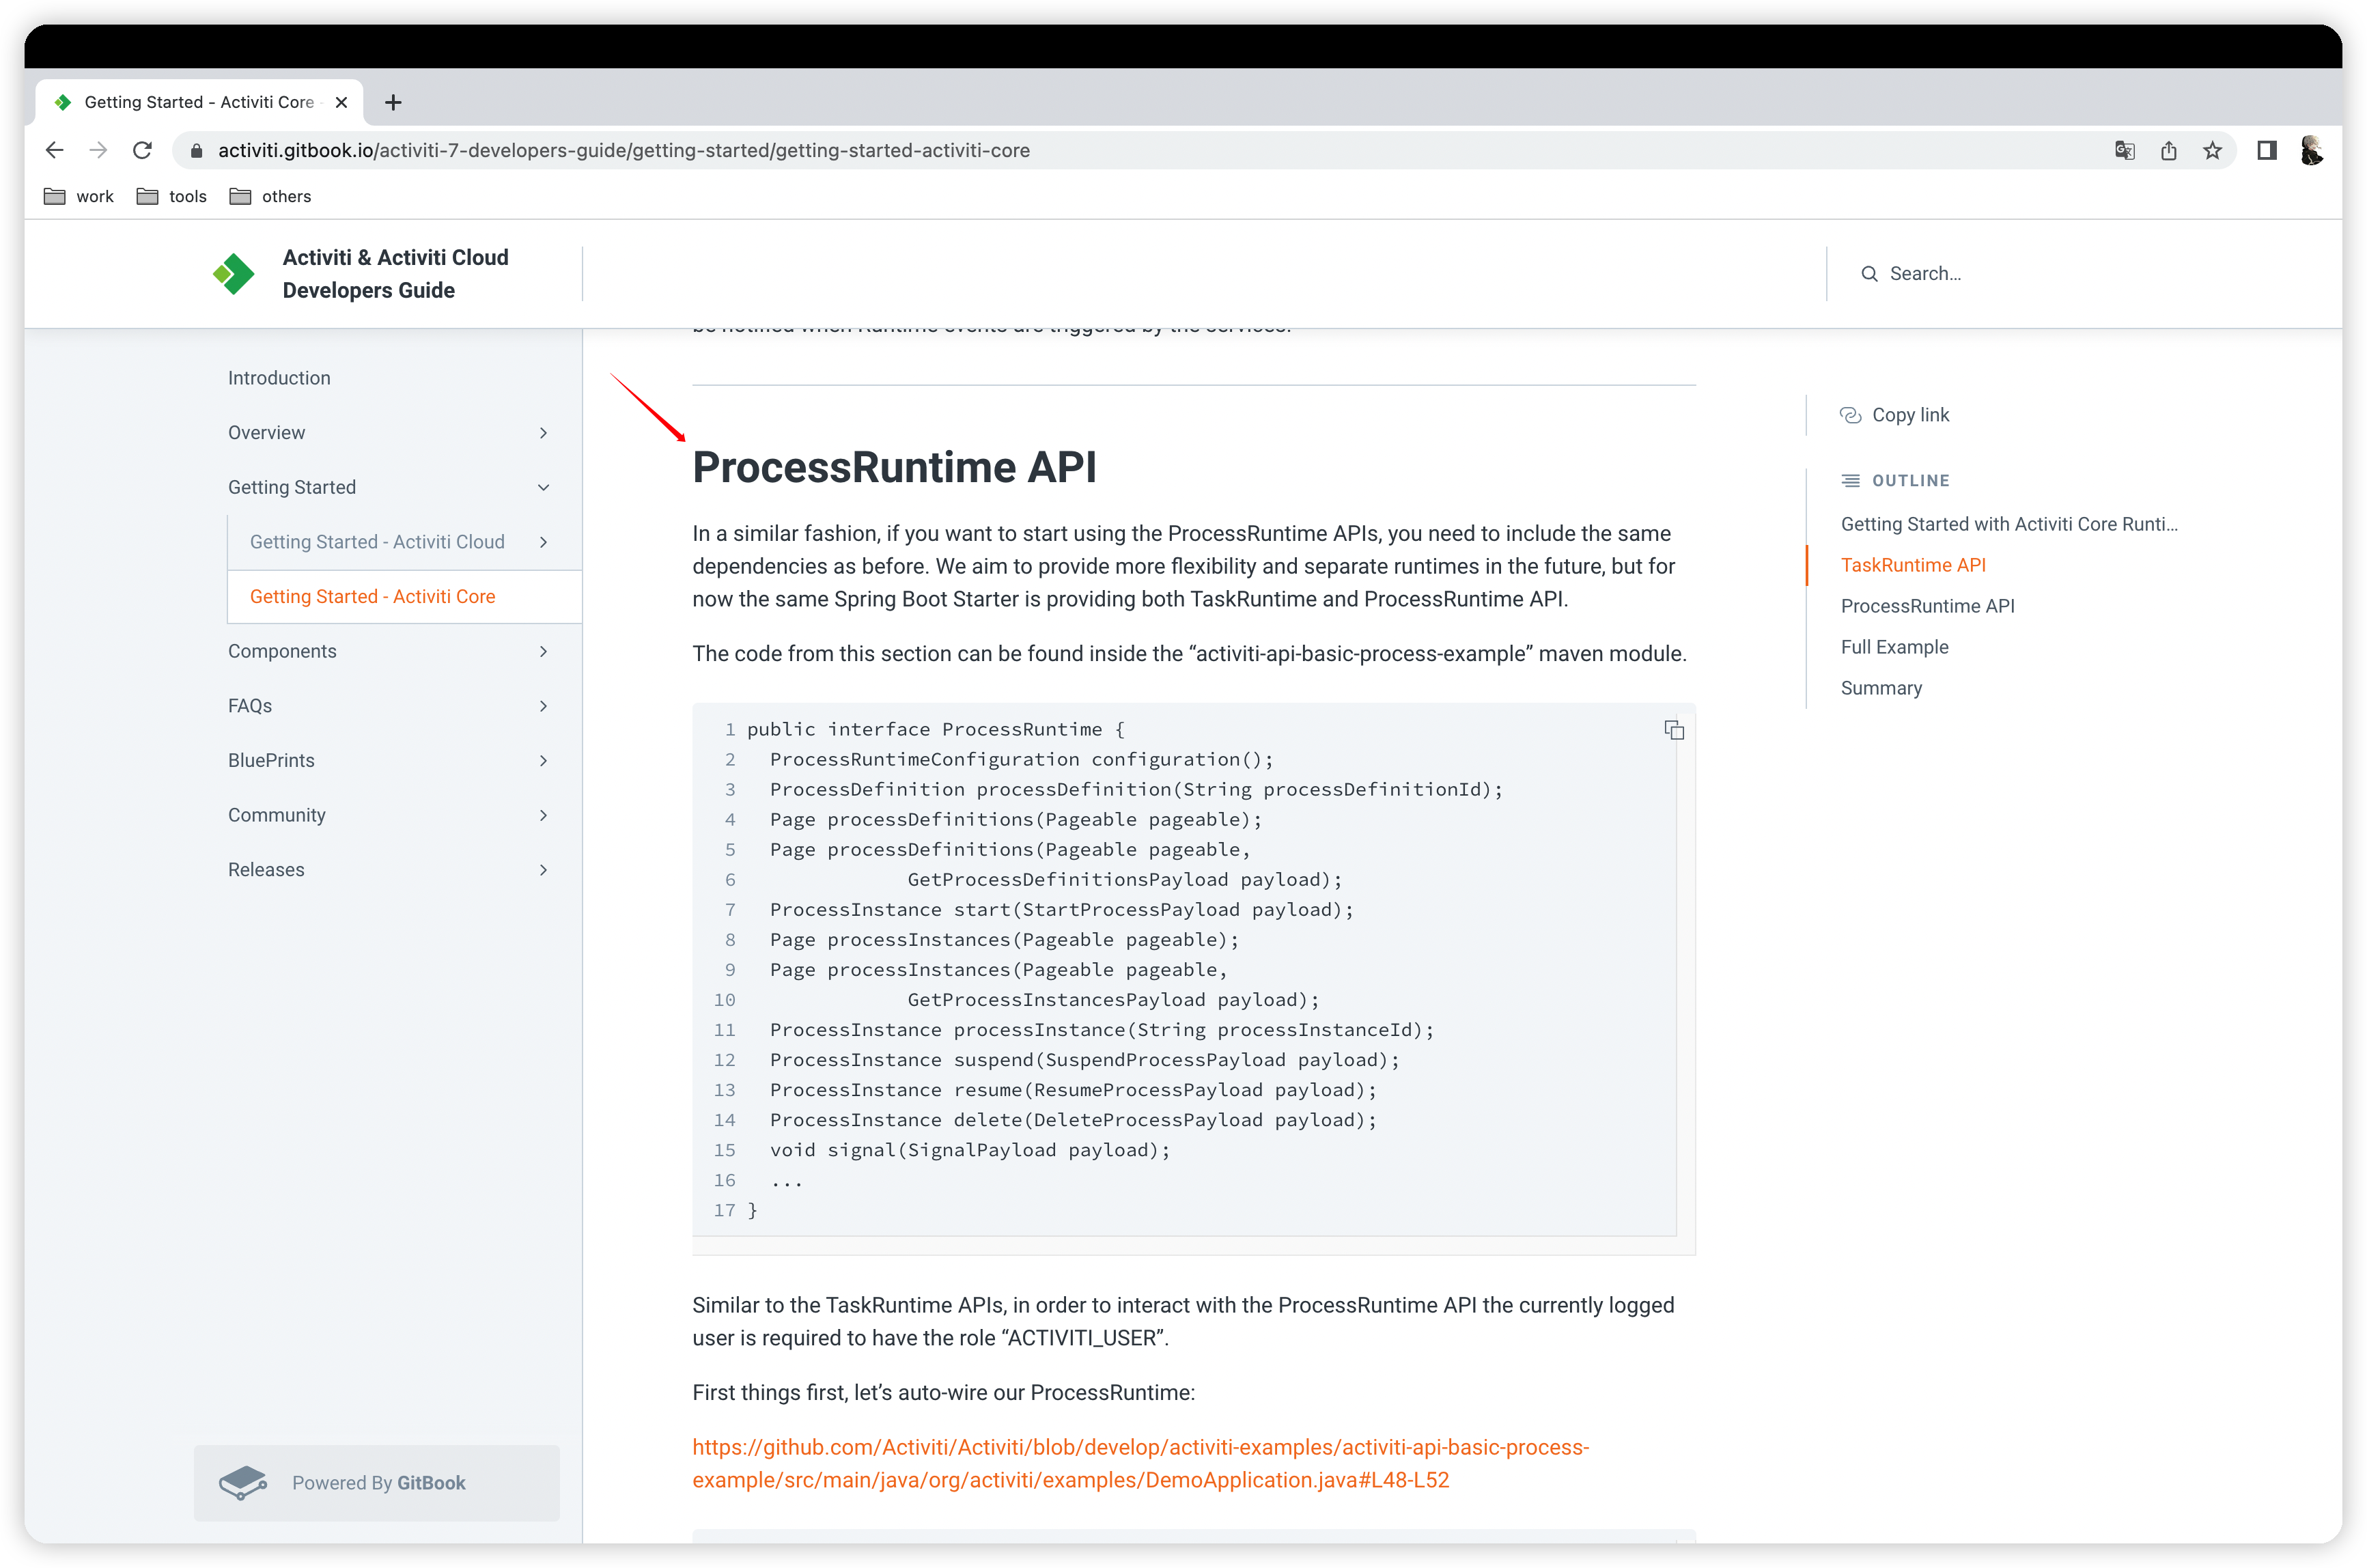 Getting Started - Activiti Core
activiti.gitbook.io/activiti-7-developers-guide/getting-started/getting-started-activiti-core
work tools others
Activiti & Activiti Cloud
Developers Guide
Search...
be notified when Runtime events are triggered by the services.
Introduction
Overview
Getting Started
Getting Started - Activiti Cloud
Getting Started - Activiti Core
Components
FAQs
BluePrints
Community
Releases
Powered By GitBook
ProcessRuntime API
In a similar fashion, if you want to start using the ProcessRuntime APIs, you need to include the same
dependencies as before. We aim to provide more flexibility and separate runtimes in the future, but for
now the same Spring Boot Starter is providing both TaskRuntime and ProcessRuntime API.
The code from this section can be found inside the “activiti-api-basic-process-example” maven module.
1 public interface ProcessRuntime {
2   ProcessRuntimeConfiguration configuration();
3   ProcessDefinition processDefinition(String processDefinitionId);
4   Page processDefinitions(Pageable pageable);
5   Page processDefinitions(Pageable pageable,
6               GetProcessDefinitionsPayload payload);
7   ProcessInstance start(StartProcessPayload payload);
8   Page processInstances(Pageable pageable);
9   Page processInstances(Pageable pageable,
10               GetProcessInstancesPayload payload);
11   ProcessInstance processInstance(String processInstanceId);
12   ProcessInstance suspend(SuspendProcessPayload payload);
13   ProcessInstance resume(ResumeProcessPayload payload);
14   ProcessInstance delete(DeleteProcessPayload payload);
15   void signal(SignalPayload payload);
16   ...
17 }
Similar to the TaskRuntime APIs, in order to interact with the ProcessRuntime API the currently logged
user is required to have the role “ACTIVITI_USER”.
First things first, let’s auto-wire our ProcessRuntime:
https://github.com/Activiti/Activiti/blob/develop/activiti-examples/activiti-api-basic-process-
example/src/main/java/org/activiti/examples/DemoApplication.java#L48-L52
Copy link
OUTLINE
Getting Started with Activiti Core Runti...
TaskRuntime API
ProcessRuntime API
Full Example
Summary